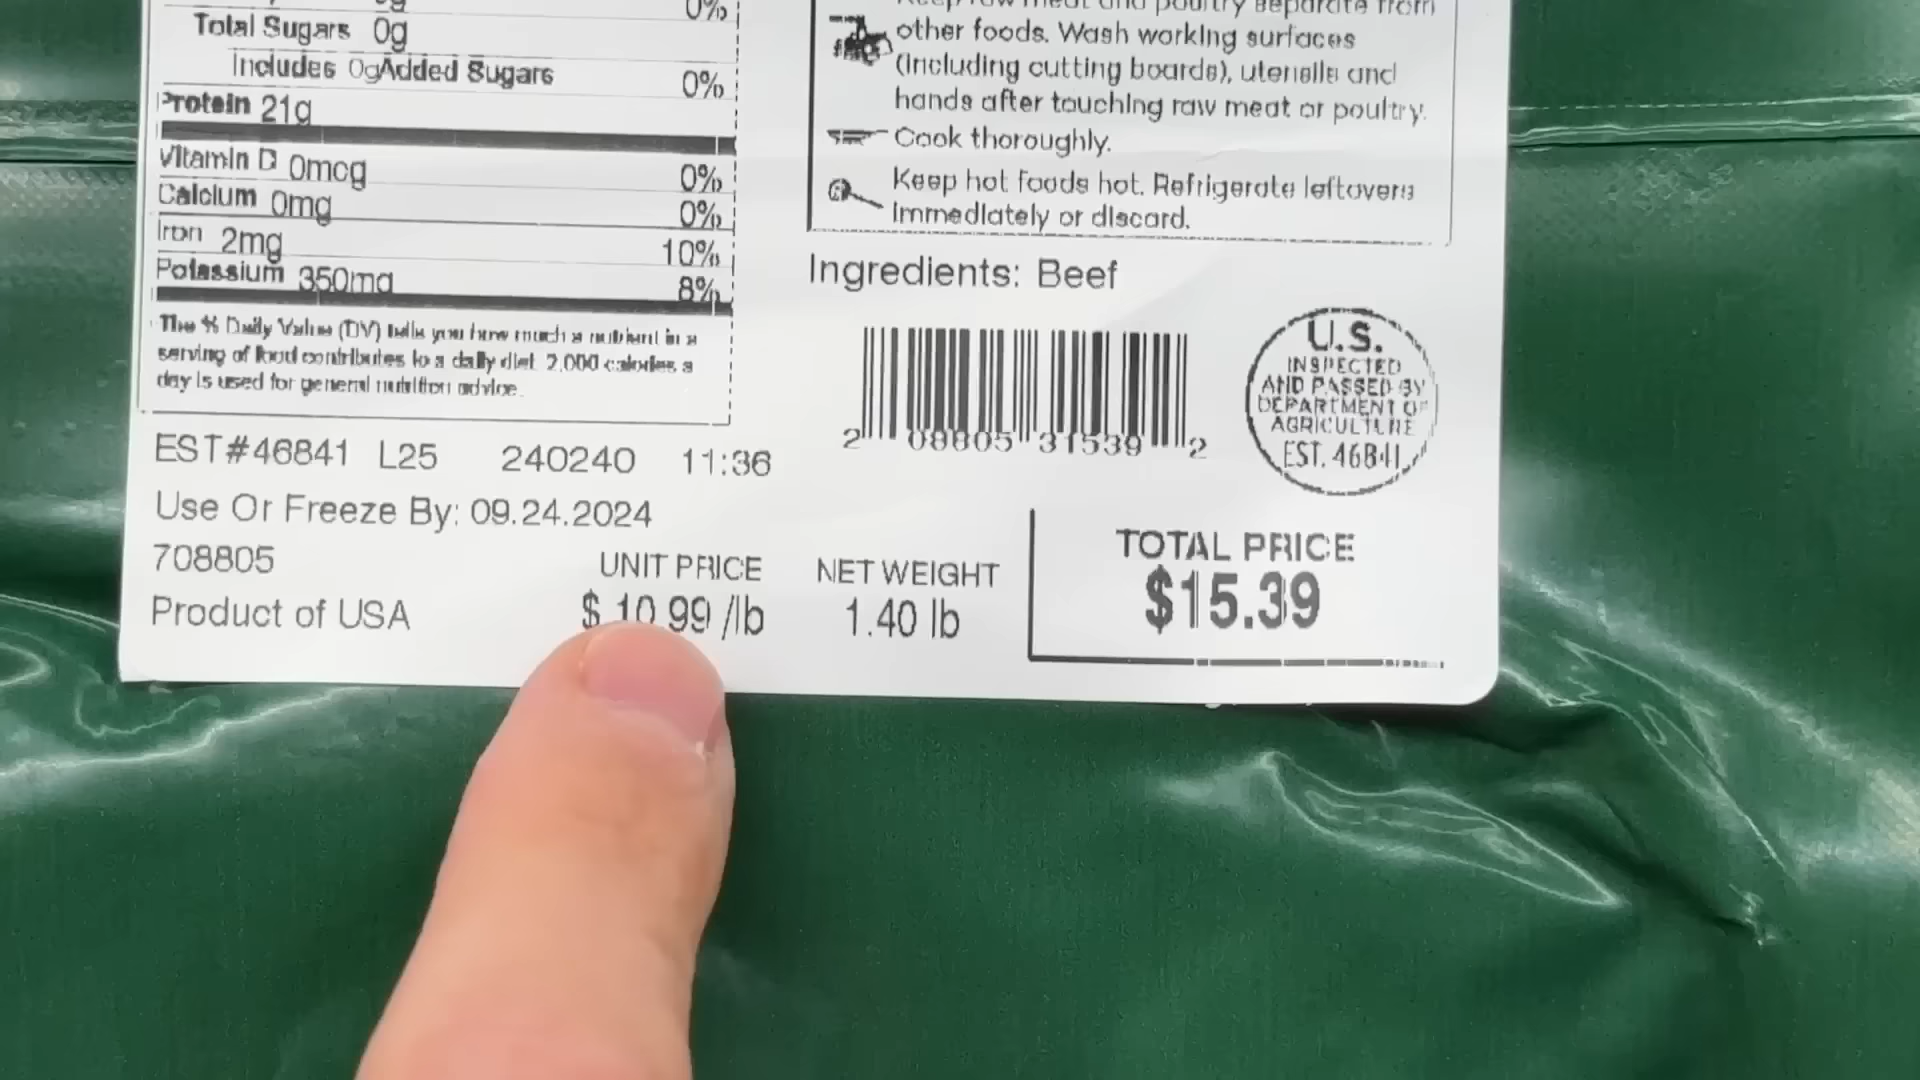 0%
Total Sugars 0g
Includes 0g Added Sugars 0%
Protein 21g
Vitamin D 0mcg 0%
Calcium 0mg 0%
Iron 2mg 10%
Potassium 350mg 8%
The % Daily Value (DV) tells you how much a nutrient in a
serving of food contributes to a daily diet. 2,000 calories a
day is used for general nutrition advice.
EST#46841 L25 240240 11:36
Use Or Freeze By: 09.24.2024
708805
Product of USA
UNIT PRICE
$ 10.99 /lb
NET WEIGHT
1.40 lb
Keep raw meat and poultry separate from
other foods. Wash working surfaces
(including cutting boards), utensils and
hands after touching raw meat or poultry.
Cook thoroughly.
Keep hot foods hot. Refrigerate leftovers
immediately or discard.
Ingredients: Beef
2 08805 31539 2
U.S.
INSPECTED
AND PASSED BY
DEPARTMENT OF
AGRICULTURE
EST. 46841
TOTAL PRICE
$15.39